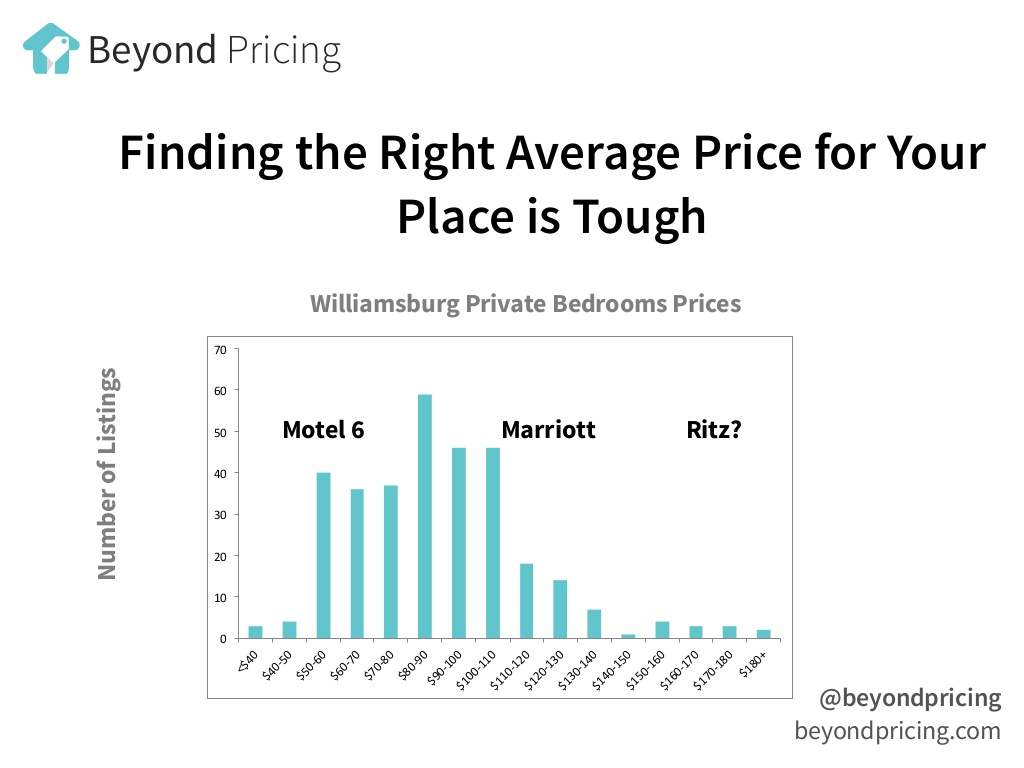 Beyond Pricing
Finding the Right Average Price for Your
Place is Tough
Williamsburg Private Bedrooms Prices
Number of Listings
70
60
50
40
30
20
10
0
Motel 6
Marriott
Ritz?
<$40
$40-50
$50-60
$60-70
$70-80
$80-90
$90-100
$100-110
$110-120
$120-130
$130-140
$140-150
$150-160
$160-170
$170-180
$180+
@beyondpricing
beyondpricing.com